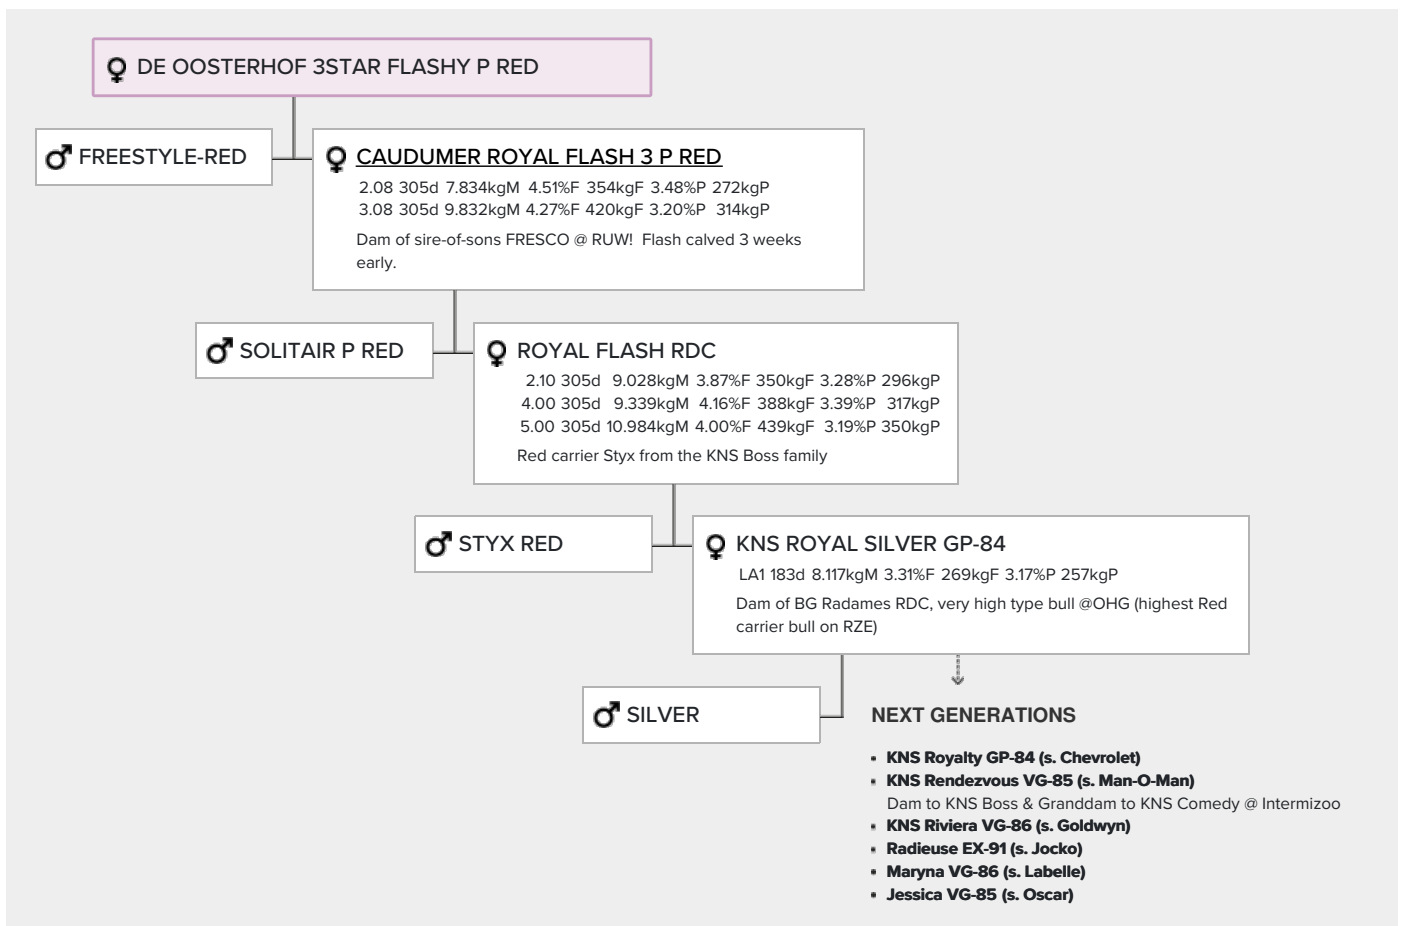 DE OOSTERHOF 3STAR FLASHY P RED
FREESTYLE-RED
CAUDUMER ROYAL FLASH 3 P RED
2.08 305d 7.834kgM 4.51%F 354kgF 3.48%P 272kgP
3.08 305d 9.832kgM 4.27%F 420kgF 3.20%P 314kgP
Dam of sire-of-sons FRESCO @ RUW! Flash calved 3 weeks
early.
SOLITAIR P RED
ROYAL FLASH RDC
2.10 305d 9.028kgM 3.87%F 350kgF 3.28%P 296kgP
4.00 305d 9.339kgM 4.16%F 388kgF 3.39%P 317kgP
5.00 305d 10.984kgM 4.00%F 439kgF 3.19%P 350kgP
Red carrier Styx from the KNS Boss family
STYX RED
KNS ROYAL SILVER GP-84
LA1 183d 8.117kgM 3.31%F 269kgF 3.17%P 257kgP
Dam of BG Radames RDC, very high type bull @OHG (highest Red
carrier bull on RZE)
SILVER
NEXT GENERATIONS
KNS Royalty GP-84 (s. Chevrolet)
KNS Rendezvous VG-85 (s. Man-O-Man)
Dam to KNS Boss & Granddam to KNS Comedy @ Intermizoo
KNS Riviera VG-86 (s. Goldwyn)
Radieuse EX-91 (s. Jocko)
Maryna VG-86 (s. Labelle)
Jessica VG-85 (s. Oscar)